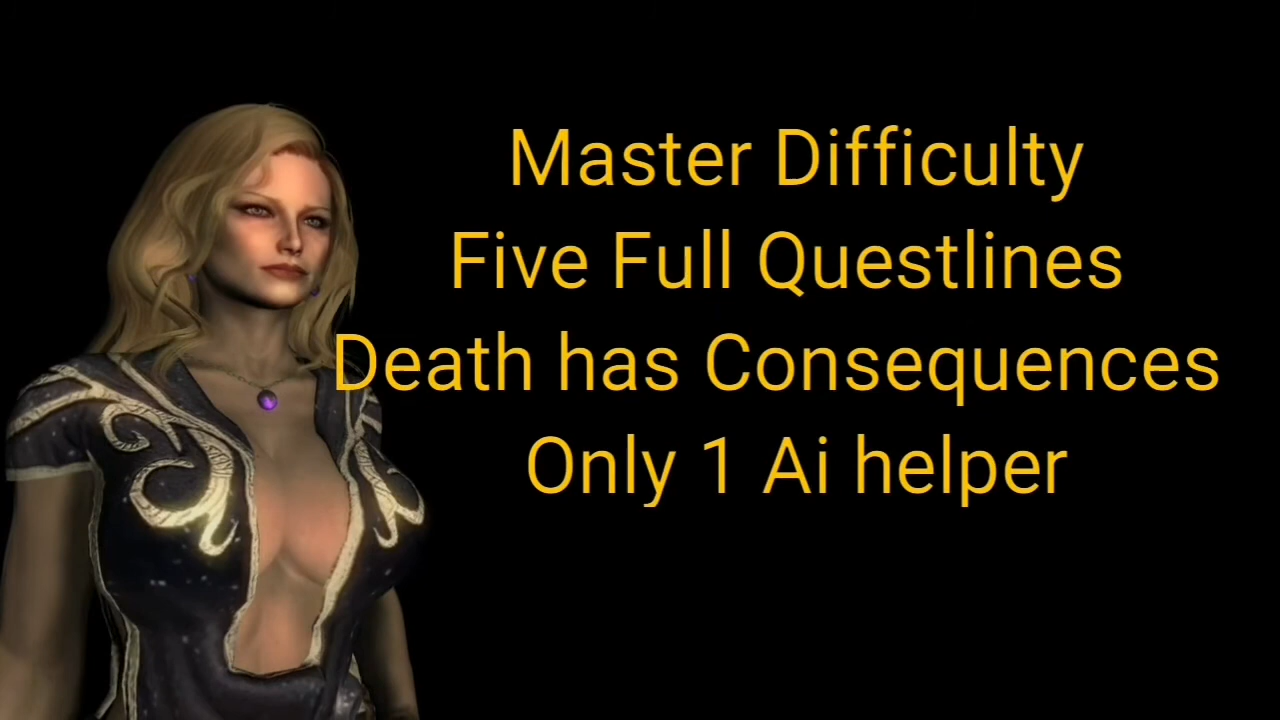 Master Difficulty
Five Full Questlines
Death has Consequences
Only 1 Ai helper